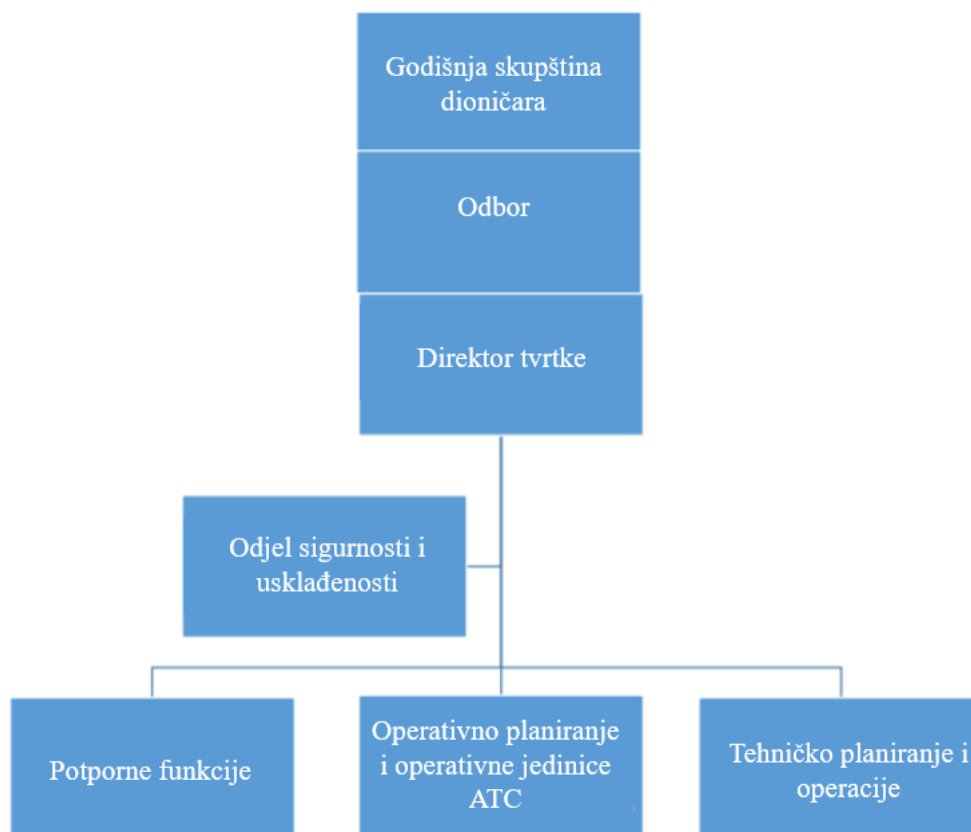 Godišnja skupština
dioničara
Odbor
Direktor tvrtke
Odjel sigurnosti i
usklađenosti
Potporne funkcije
Operativno planiranje
i operativne jedinice
ATC
Tehničko planiranje i
operacije